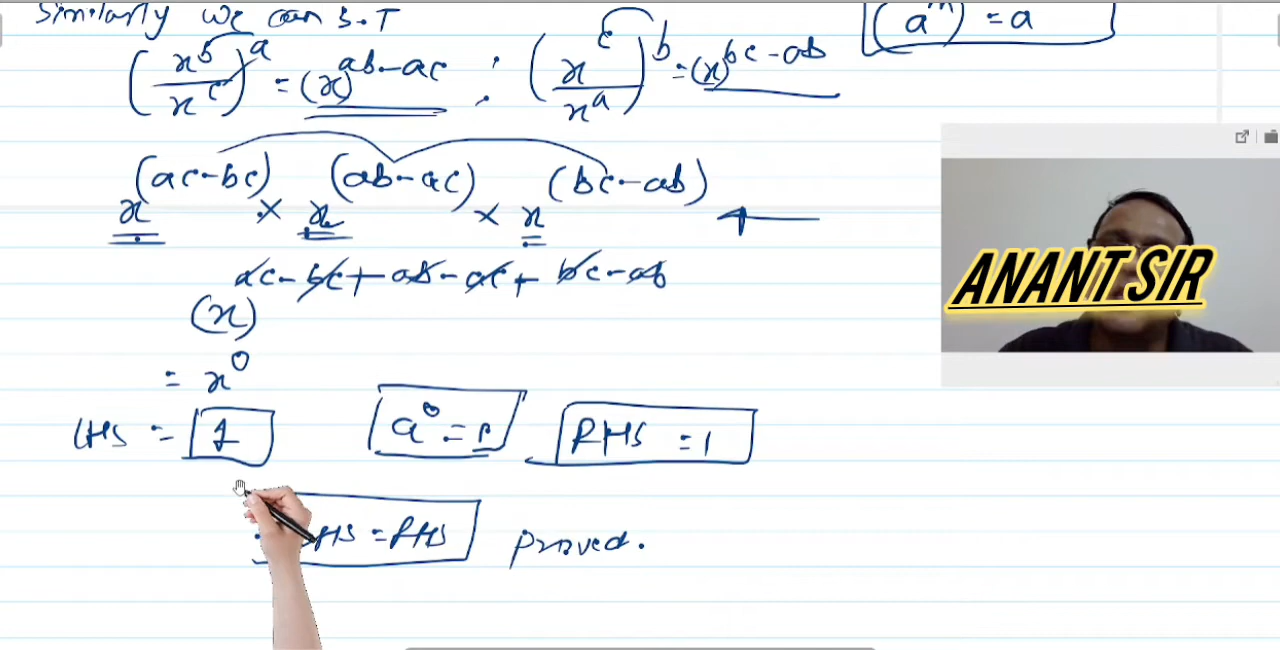 Similarly we can S.T
(a^m) = a
(x^b/x^c)^a = (x)^ab-ac : (x^c/x^a)^b = (x)^bc-ab
x^(ac-bc) × x^(ab-ac) × x^(bc-ab)
(x)^ac-bc+ab-ac+bc-ab
= x^0
LHS = 1 a^0 = 1 RHS = 1
HS = RHS proved.
ANANT SIR